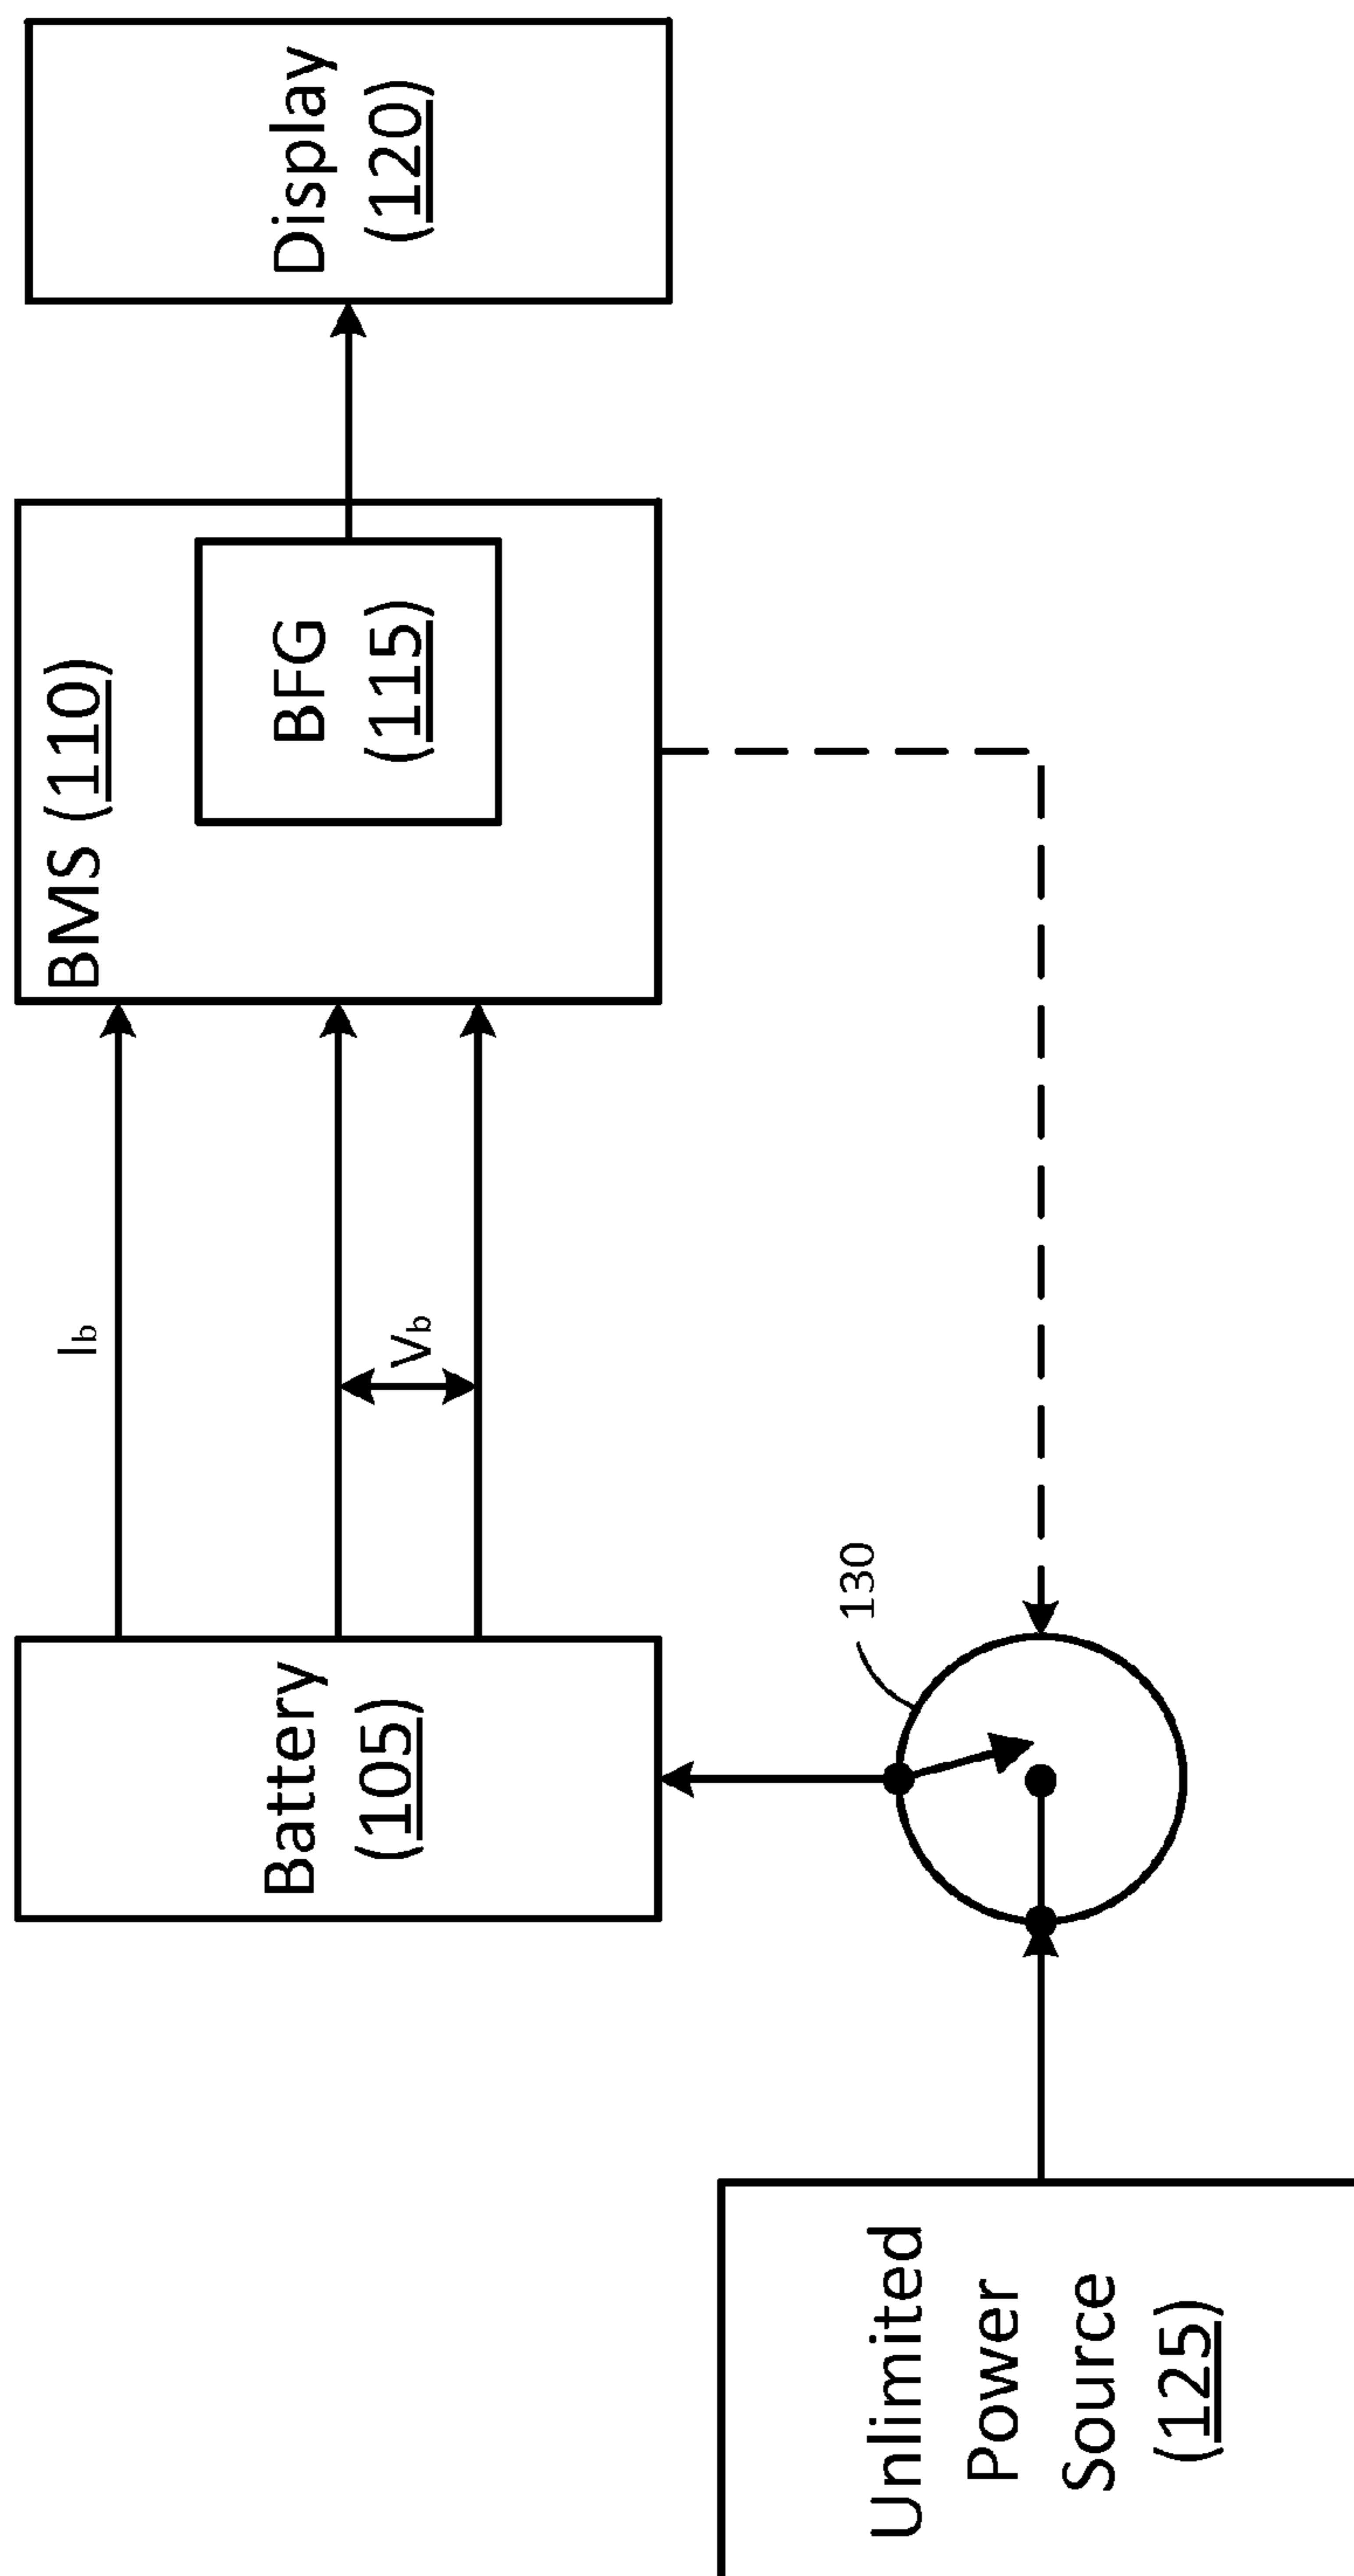 Battery
(105)
Ib
Vb
BMS (110)
BFG
(115)
Display
(120)
130
Unlimited
Power
Source
(125)